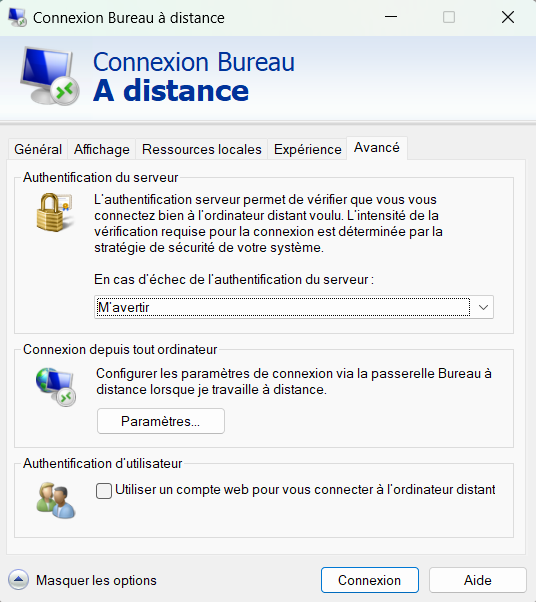 Connexion Bureau à distance
Connexion Bureau
A distance
Général Affichage Ressources locales Expérience Avancé
Authentification du serveur
L'authentification serveur permet de vérifier que vous vous
connectez bien à l'ordinateur distant voulu. L'intensité de la
vérification requise pour la connexion est déterminée par la
stratégie de sécurité de votre système.
En cas d'échec de l'authentification du serveur :
M'avertir
Connexion depuis tout ordinateur
Configurer les paramètres de connexion via la passerelle Bureau à
distance lorsque je travaille à distance.
Paramètres...
Authentification d'utilisateur
Utiliser un compte web pour vous connecter à l'ordinateur distant
Masquer les options Connexion Aide